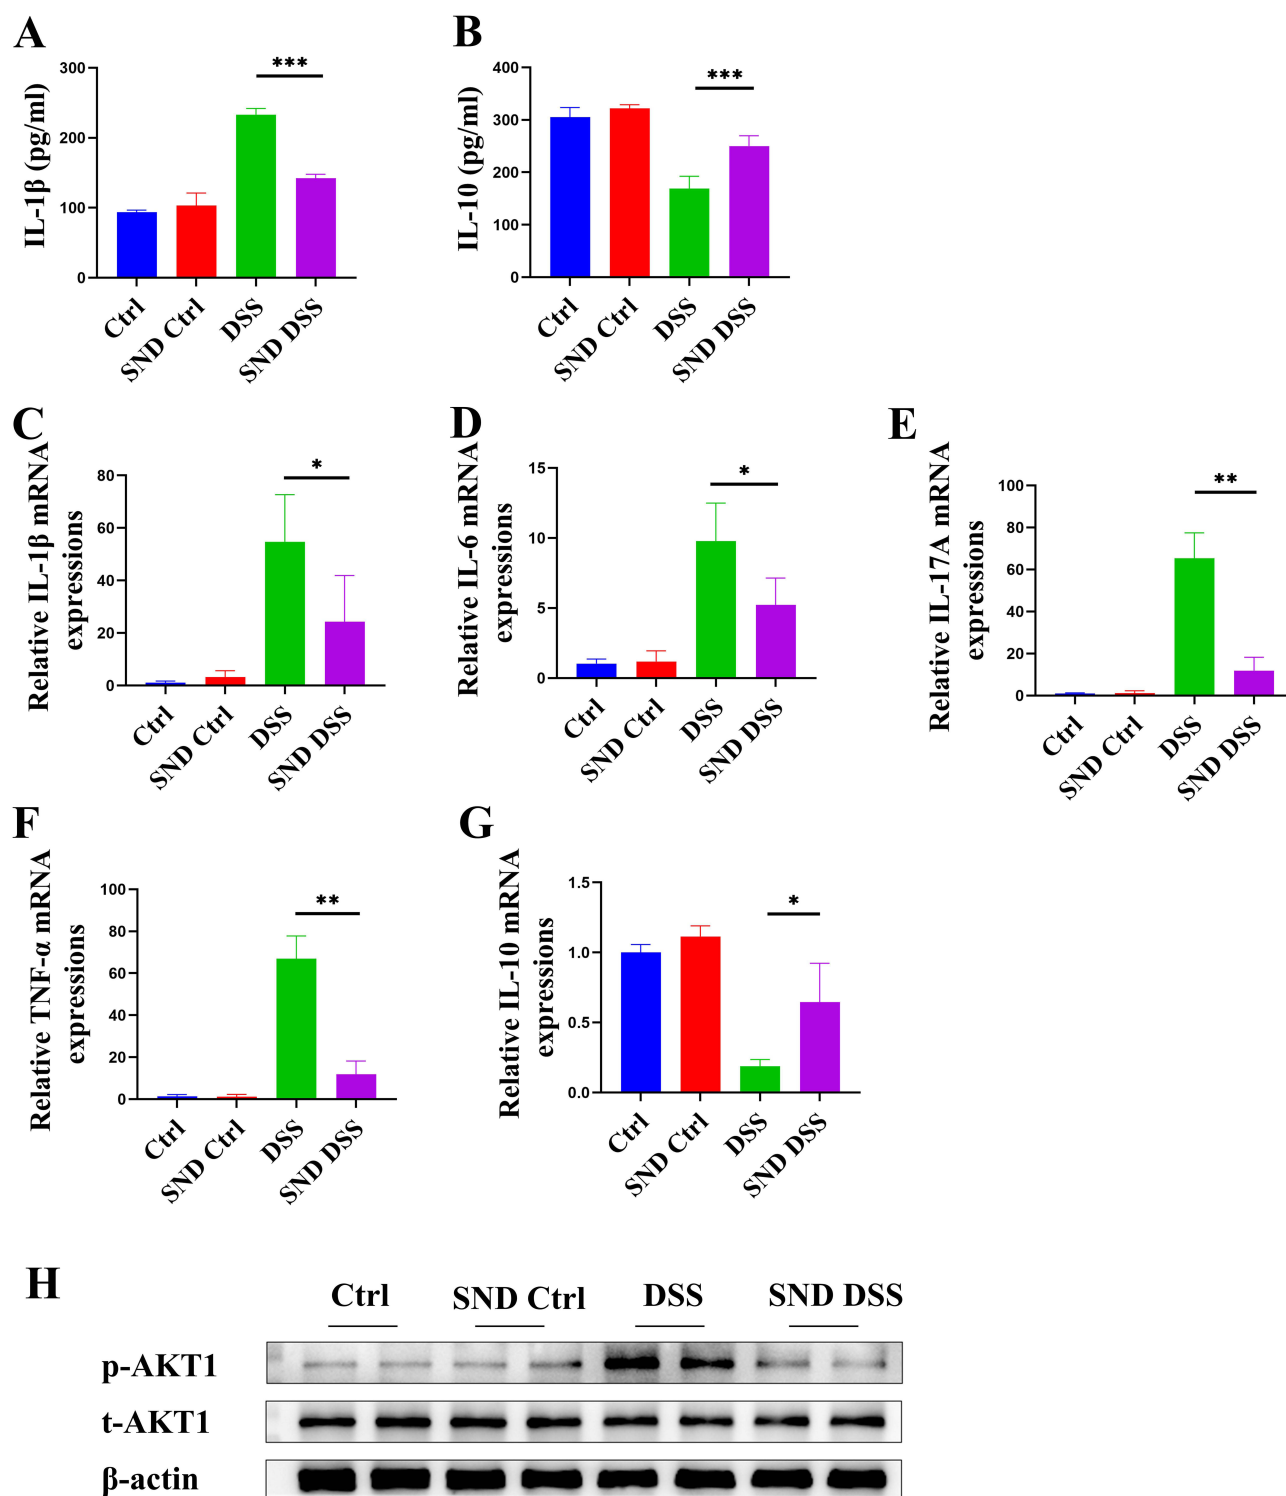 A
IL-1β (pg/ml)
300
200
100
0
***
Ctrl
SND Ctrl
DSS
SND DSS
B
IL-10 (pg/ml)
400
300
200
100
0
***
Ctrl
SND Ctrl
DSS
SND DSS
C
Relative IL-1β mRNA
expressions
80
60
40
20
0
*
Ctrl
SND Ctrl
DSS
SND DSS
D
Relative IL-6 mRNA
expressions
15
10
5
0
*
Ctrl
SND Ctrl
DSS
SND DSS
E
Relative IL-17A mRNA
expressions
100
80
60
40
20
0
**
Ctrl
SND Ctrl
DSS
SND DSS
F
Relative TNF-α mRNA
expressions
100
80
60
40
20
0
**
Ctrl
SND Ctrl
DSS
SND DSS
G
Relative IL-10 mRNA
expressions
1.5
1.0
0.5
0.0
*
Ctrl
SND Ctrl
DSS
SND DSS
H
Ctrl SND Ctrl DSS SND DSS
p-AKT1
t-AKT1
β-actin